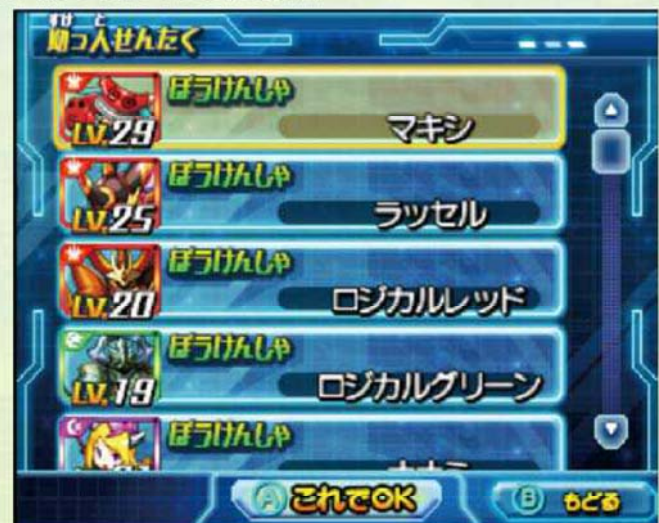 すけ と
助っ人せんたく
ぼうけんしゃ
LV.29 マキシ
ぼうけんしゃ
LV.25 ラッセル
ぼうけんしゃ
LV.20 ロジカルレッド
ぼうけんしゃ
LV.19 ロジカルグリーン
ぼうけんしゃ
A これでOK B もどる